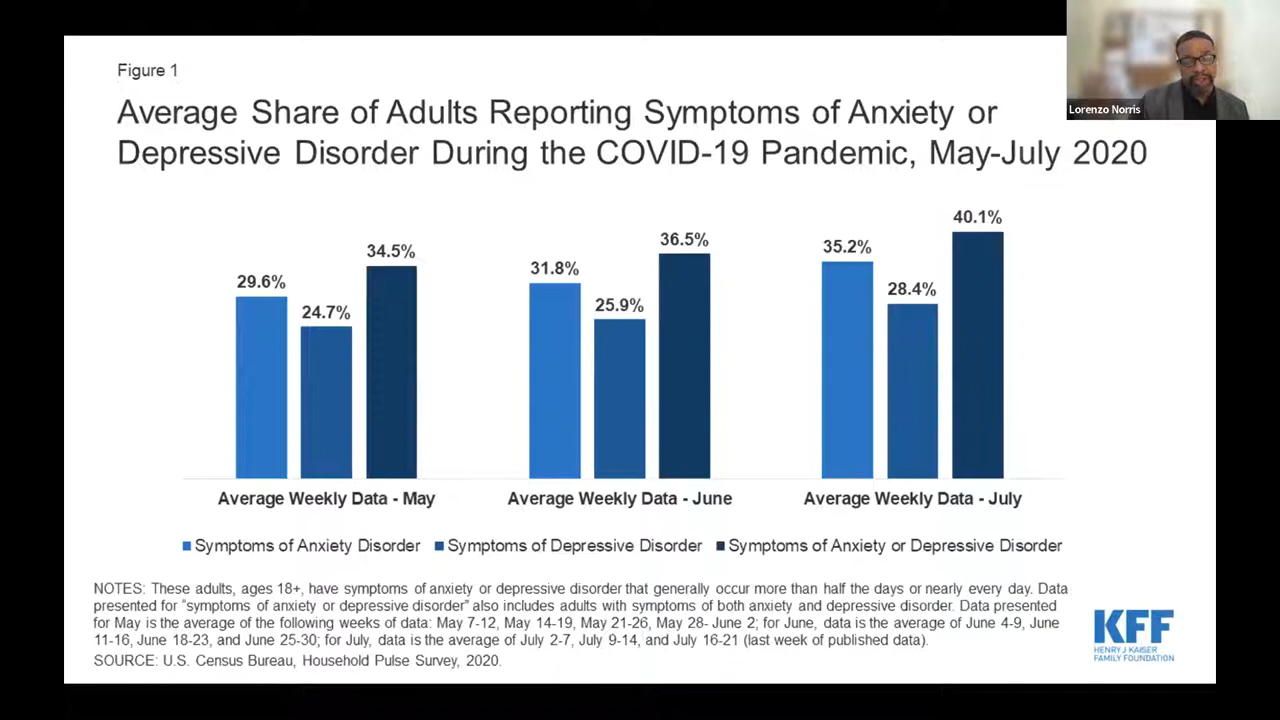 Figure 1
Average Share of Adults Reporting Symptoms of Anxiety or
Depressive Disorder During the COVID-19 Pandemic, May-July 2020
Lorenzo Norris
29.6%
24.7%
34.5%
31.8%
25.9%
36.5%
35.2%
28.4%
40.1%
Average Weekly Data - May
Average Weekly Data - June
Average Weekly Data - July
Symptoms of Anxiety Disorder
Symptoms of Depressive Disorder
Symptoms of Anxiety or Depressive Disorder
NOTES: These adults, ages 18+, have symptoms of anxiety or depressive disorder that generally occur more than half the days or nearly every day. Data
presented for “symptoms of anxiety or depressive disorder” also includes adults with symptoms of both anxiety and depressive disorder. Data presented
for May is the average of the following weeks of data: May 7-12, May 14-19, May 21-26, May 28- June 2; for June, data is the average of June 4-9, June
11-16, June 18-23, and June 25-30; for July, data is the average of July 2-7, July 9-14, and July 16-21 (last week of published data).
SOURCE: U.S. Census Bureau, Household Pulse Survey, 2020.
KFF
HENRY J KAISER
FAMILY FOUNDATION